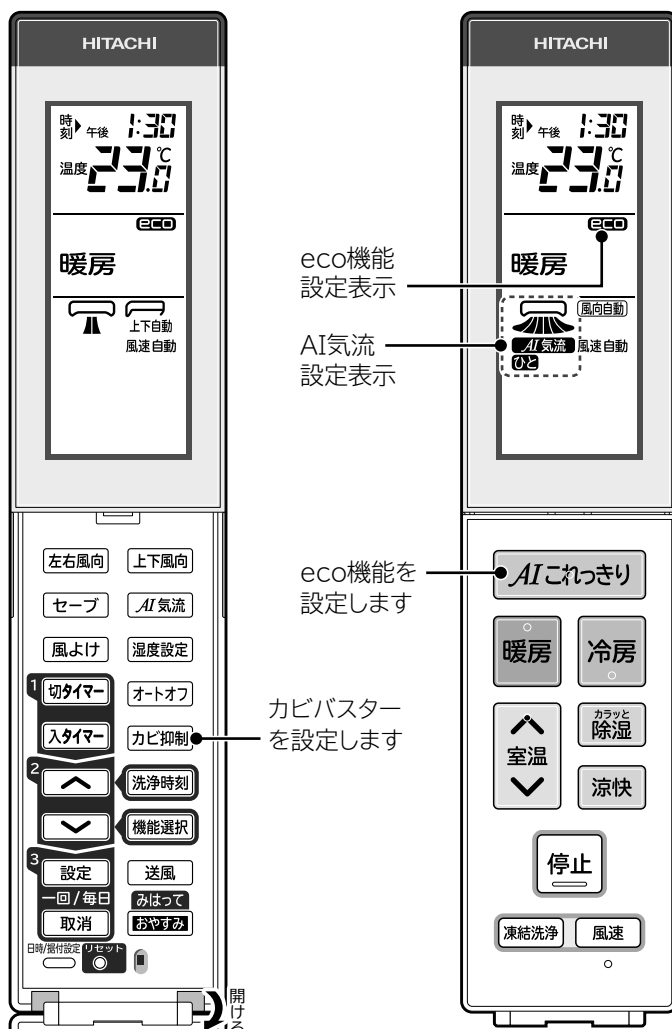 HITACHI
時刻 午後 1:30
温度 23.0℃
eco
暖房
上下自動
風速自動
左右風向 上下風向
セーブ AI気流
風よけ 湿度設定
1 切タイマー オートオフ
入タイマー カビ抑制
2 洗浄時刻
機能選択
3 設定 送風
一回/毎日 みはって
取消 おやすみ
日時/据付設定 リセット
開ける
eco機能
設定表示
AI気流
設定表示
eco機能を
設定します
カビバスター
を設定します
HITACHI
時刻 午後 1:30
温度 23.0℃
eco
暖房
風向自動
AI気流 風速自動
ひと
AIこれっきり
暖房 冷房
室温
カラッと
除湿
涼快
停止
凍結洗浄 風速